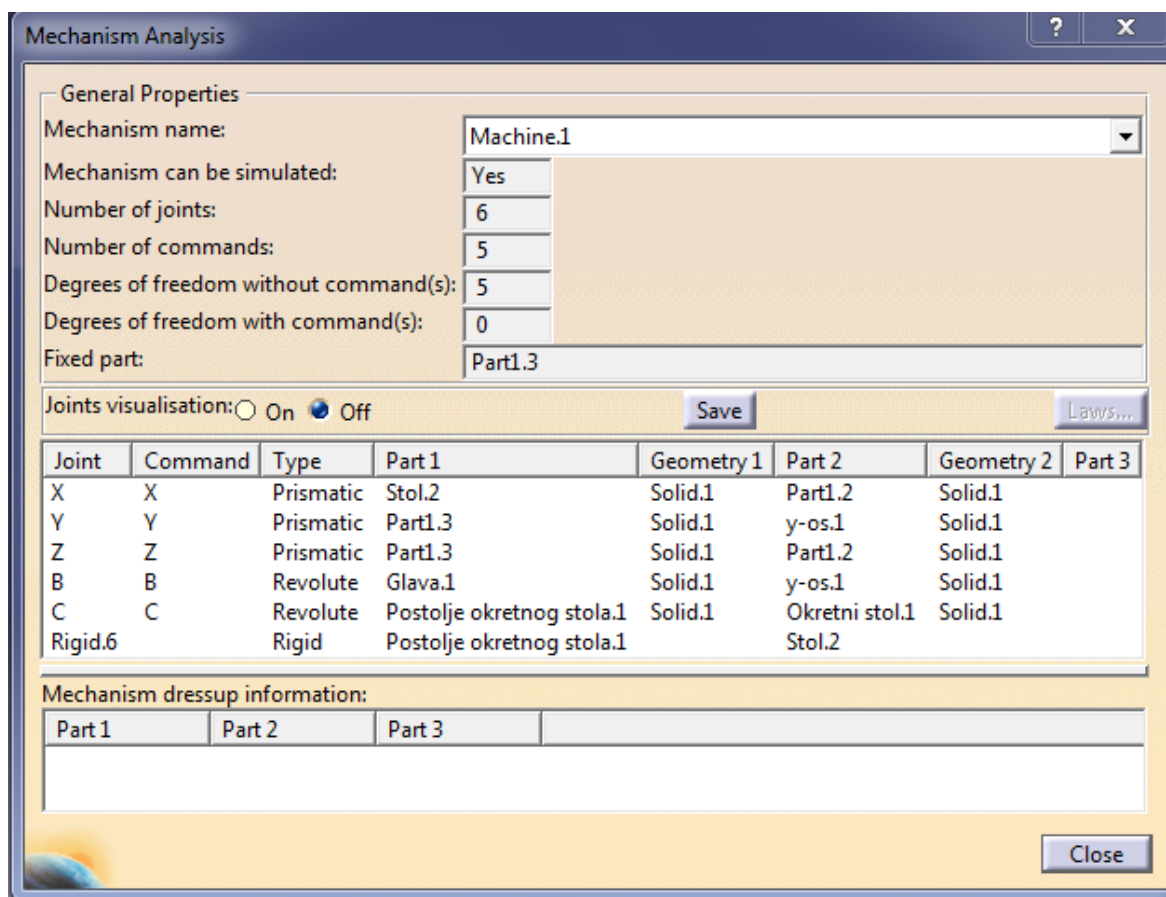 Mechanism Analysis ? X
General Properties
Mechanism name: Machine.1
Mechanism can be simulated: Yes
Number of joints: 6
Number of commands: 5
Degrees of freedom without command(s): 5
Degrees of freedom with command(s): 0
Fixed part: Part1.3
Joints visualisation: On Off Save Laws...
Joint Command Type Part 1 Geometry 1 Part 2 Geometry 2 Part 3
X X Prismatic Stol.2 Solid.1 Part1.2 Solid.1
Y Y Prismatic Part1.3 Solid.1 y-os.1 Solid.1
Z Z Prismatic Part1.3 Solid.1 Part1.2 Solid.1
B B Revolute Glava.1 Solid.1 y-os.1 Solid.1
C C Revolute Postolje okretnog stola.1 Solid.1 Okretni stol.1 Solid.1
Rigid.6 Rigid Postolje okretnog stola.1 Stol.2
Mechanism dressup information:
Part 1 Part 2 Part 3
Close